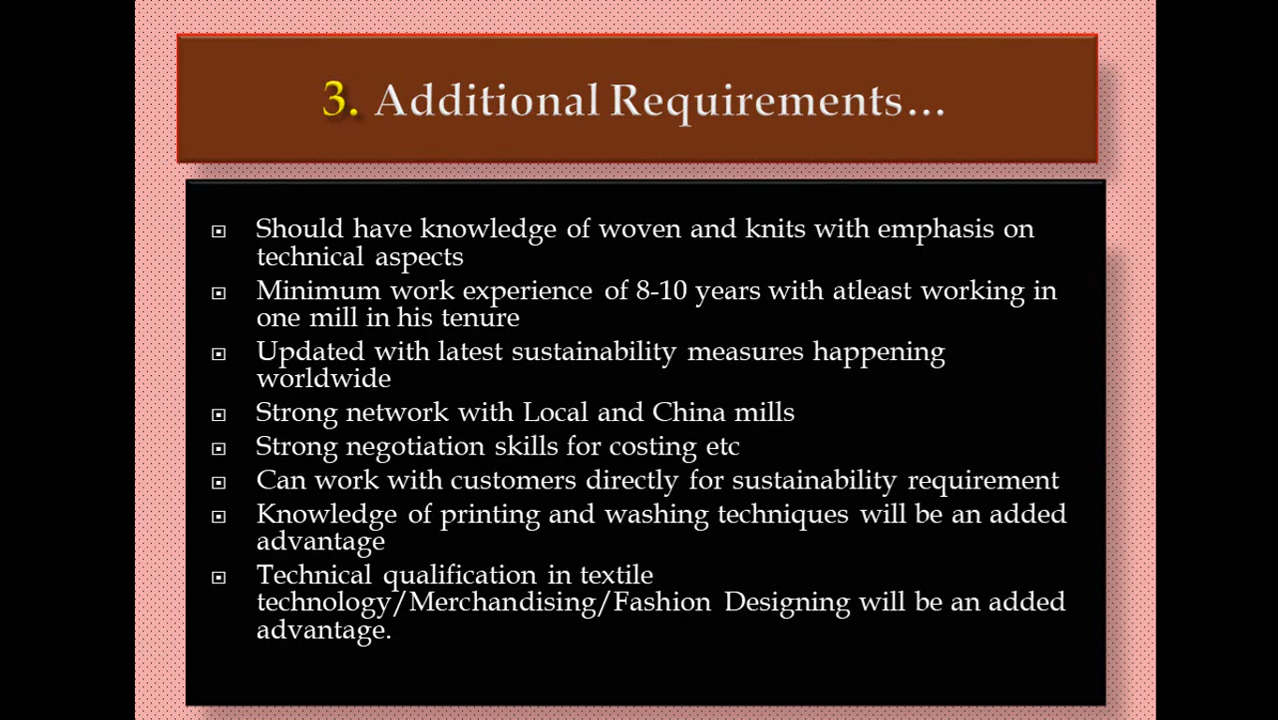 3. Additional Requirements...
Should have knowledge of woven and knits with emphasis on
technical aspects
Minimum work experience of 8-10 years with atleast working in
one mill in his tenure
Updated with latest sustainability measures happening
worldwide
Strong network with Local and China mills
Strong negotiation skills for costing etc
Can work with customers directly for sustainability requirement
Knowledge of printing and washing techniques will be an added
advantage
Technical qualification in textile
technology/Merchandising/Fashion Designing will be an added
advantage.